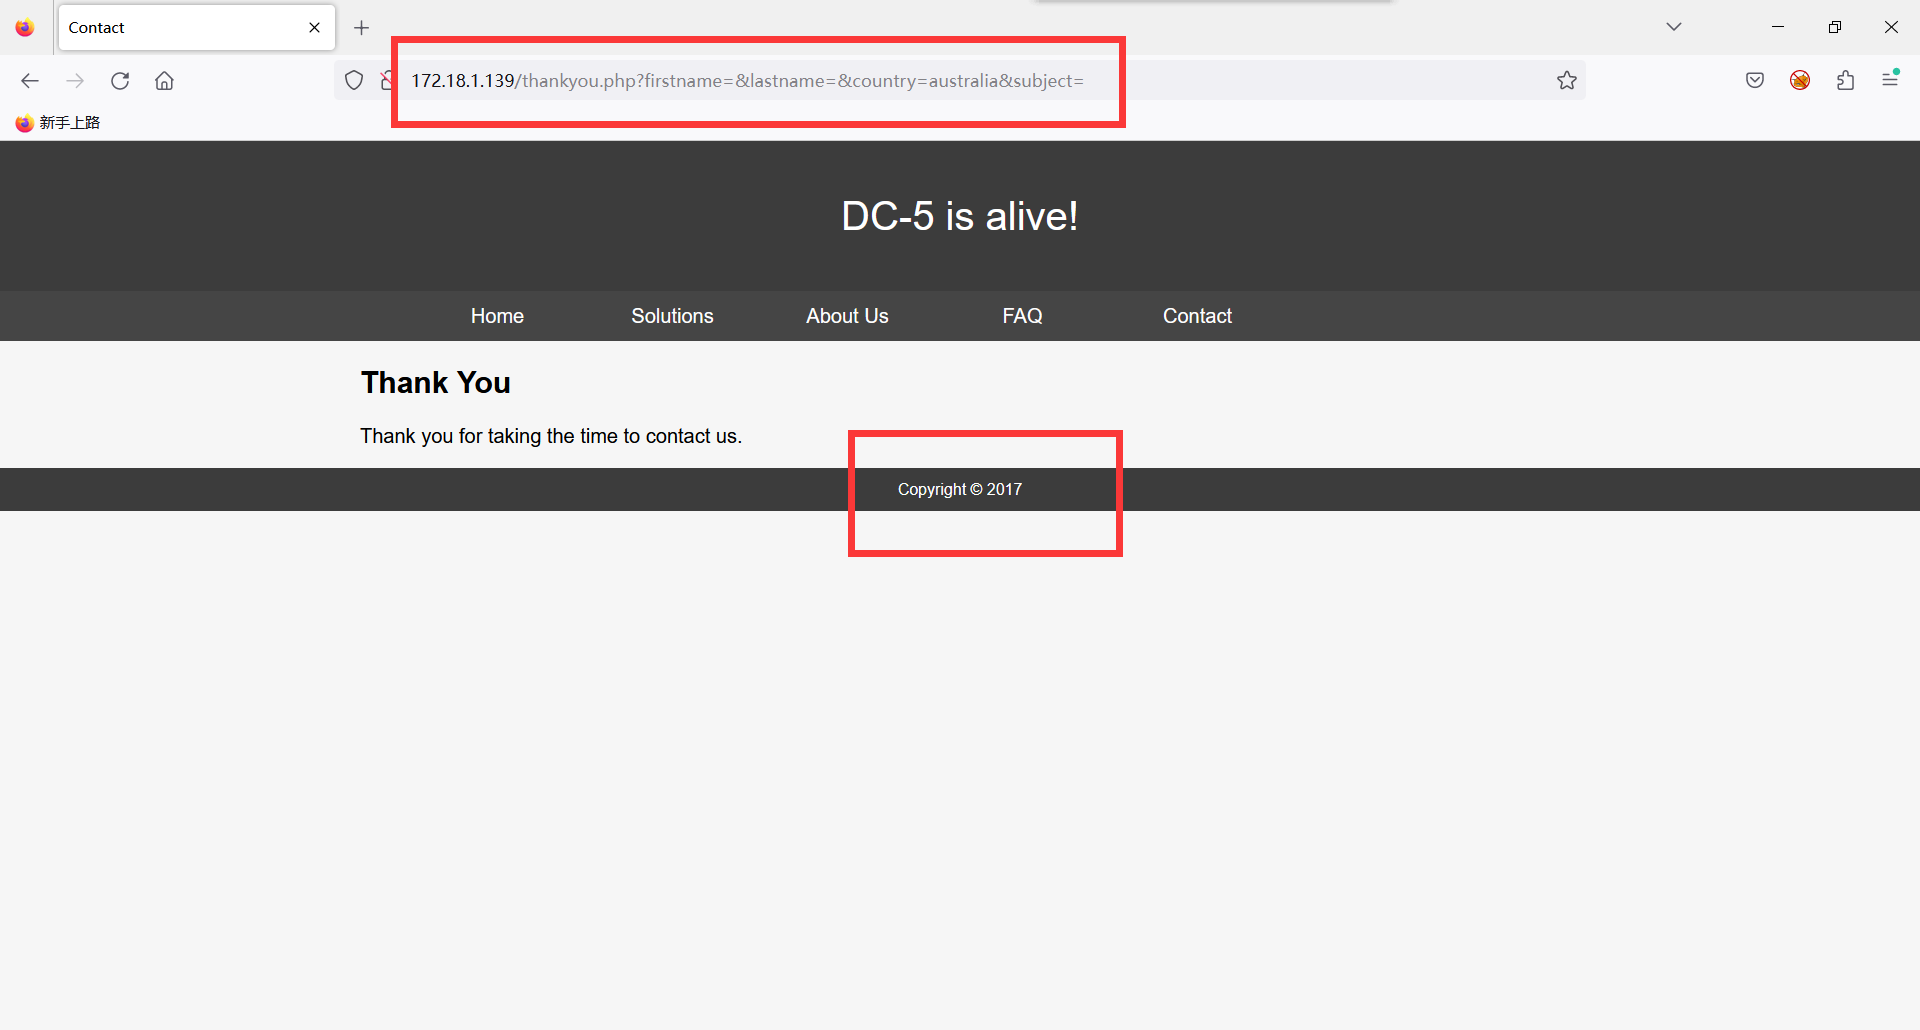 Contact
172.18.1.139/thankyou.php?firstname=&lastname=&country=australia&subject=
新手上路
DC-5 is alive!
Home Solutions About Us FAQ Contact
Thank You
Thank you for taking the time to contact us.
Copyright © 2017